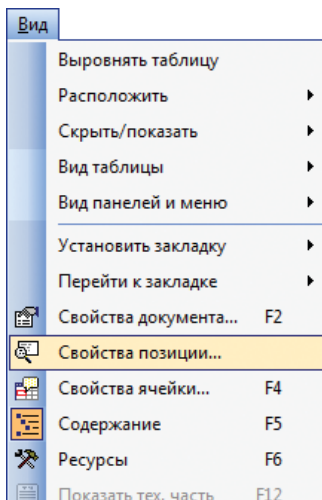 Вид
Выровнять таблицу
Расположить
Скрыть/показать
Вид таблицы
Вид панелей и меню
Установить закладку
Перейти к закладке
Свойства документа... F2
Свойства позиции...
Свойства ячейки... F4
Содержание F5
Ресурсы F6
Показать тех. часть F12